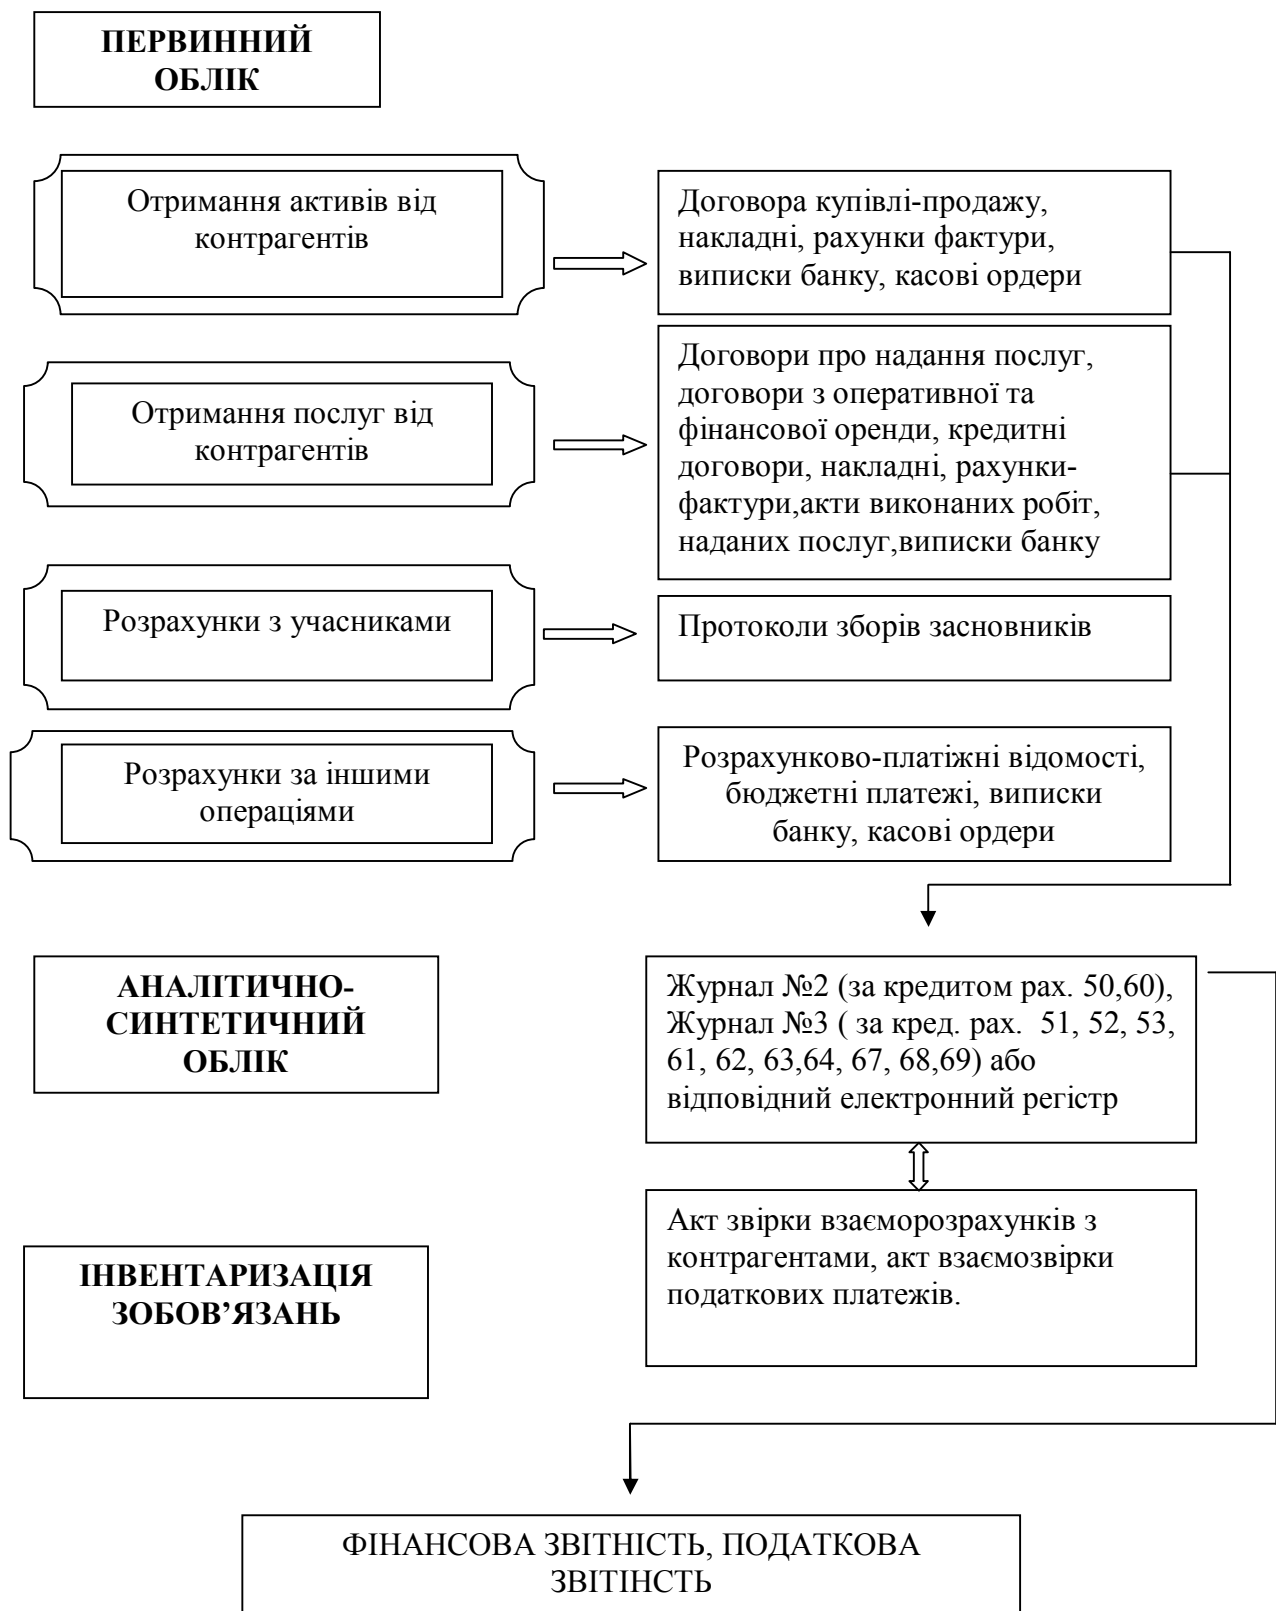 ПЕРВИННИЙ
ОБЛІК
Отримання активів від
контрагентів
Договора купівлі-продажу,
накладні, рахунки фактури,
виписки банку, касові ордери
Отримання послуг від
контрагентів
Договори про надання послуг,
договори з оперативної та
фінансової оренди, кредитні
договори, накладні, рахунки-
фактури,акти виконаних робіт,
наданих послуг,виписки банку
Розрахунки з учасниками
Протоколи зборів засновників
Розрахунки за іншими
операціями
Розрахунково-платіжні відомості,
бюджетні платежі, виписки
банку, касові ордери
АНАЛІТИЧНО-
СИНТЕТИЧНИЙ
ОБЛІК
Журнал №2 (за кредитом рах. 50,60),
Журнал №3 ( за кред. рах. 51, 52, 53,
61, 62, 63,64, 67, 68,69) або
відповідний електронний регістр
ІНВЕНТАРИЗАЦІЯ
ЗОБОВ’ЯЗАНЬ
Акт звірки взаєморозрахунків з
контрагентами, акт взаємозвірки
податкових платежів.
ФІНАНСОВА ЗВІТНІСТЬ, ПОДАТКОВА
ЗВІТІНСТЬ